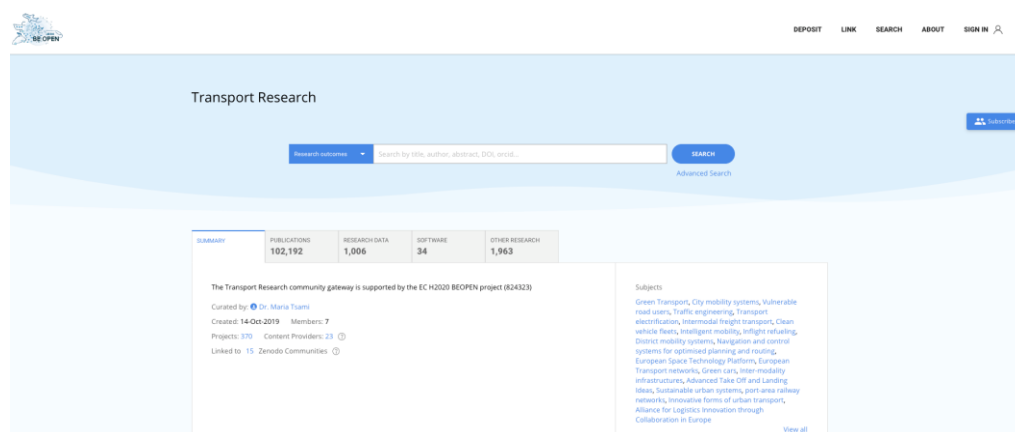 BE OPEN
DEPOSIT LINK SEARCH ABOUT SIGN IN
Transport Research
Subscribe
Research outcomes Search by title, author, abstract, DOI, orcid... SEARCH
Advanced Search
SUMMARY
PUBLICATIONS
102,192
RESEARCH DATA
1,006
SOFTWARE
34
OTHER RESEARCH
1,963
The Transport Research community gateway is supported by the EC H2020 BEOPEN project (824323)
Curated by: Dr. Maria Tsami
Created: 14-Oct-2019 Members: 7
Projects: 370 Content Providers: 23
Linked to 15 Zenodo Communities
Subjects
Green Transport, City mobility systems, Vulnerable
road users, Traffic engineering, Transport
electrification, Intermodal freight transport, Clean
vehicle fleets, Intelligent mobility, Inflight refueling,
District mobility systems, Navigation and control
systems for optimised planning and routing,
European Space Technology Platform, European
Transport networks, Green cars, Inter-modality
infrastructures, Advanced Take Off and Landing
Ideas, Sustainable urban systems, port-area railway
networks, Innovative forms of urban transport,
Alliance for Logistics Innovation through
Collaboration in Europe
View all